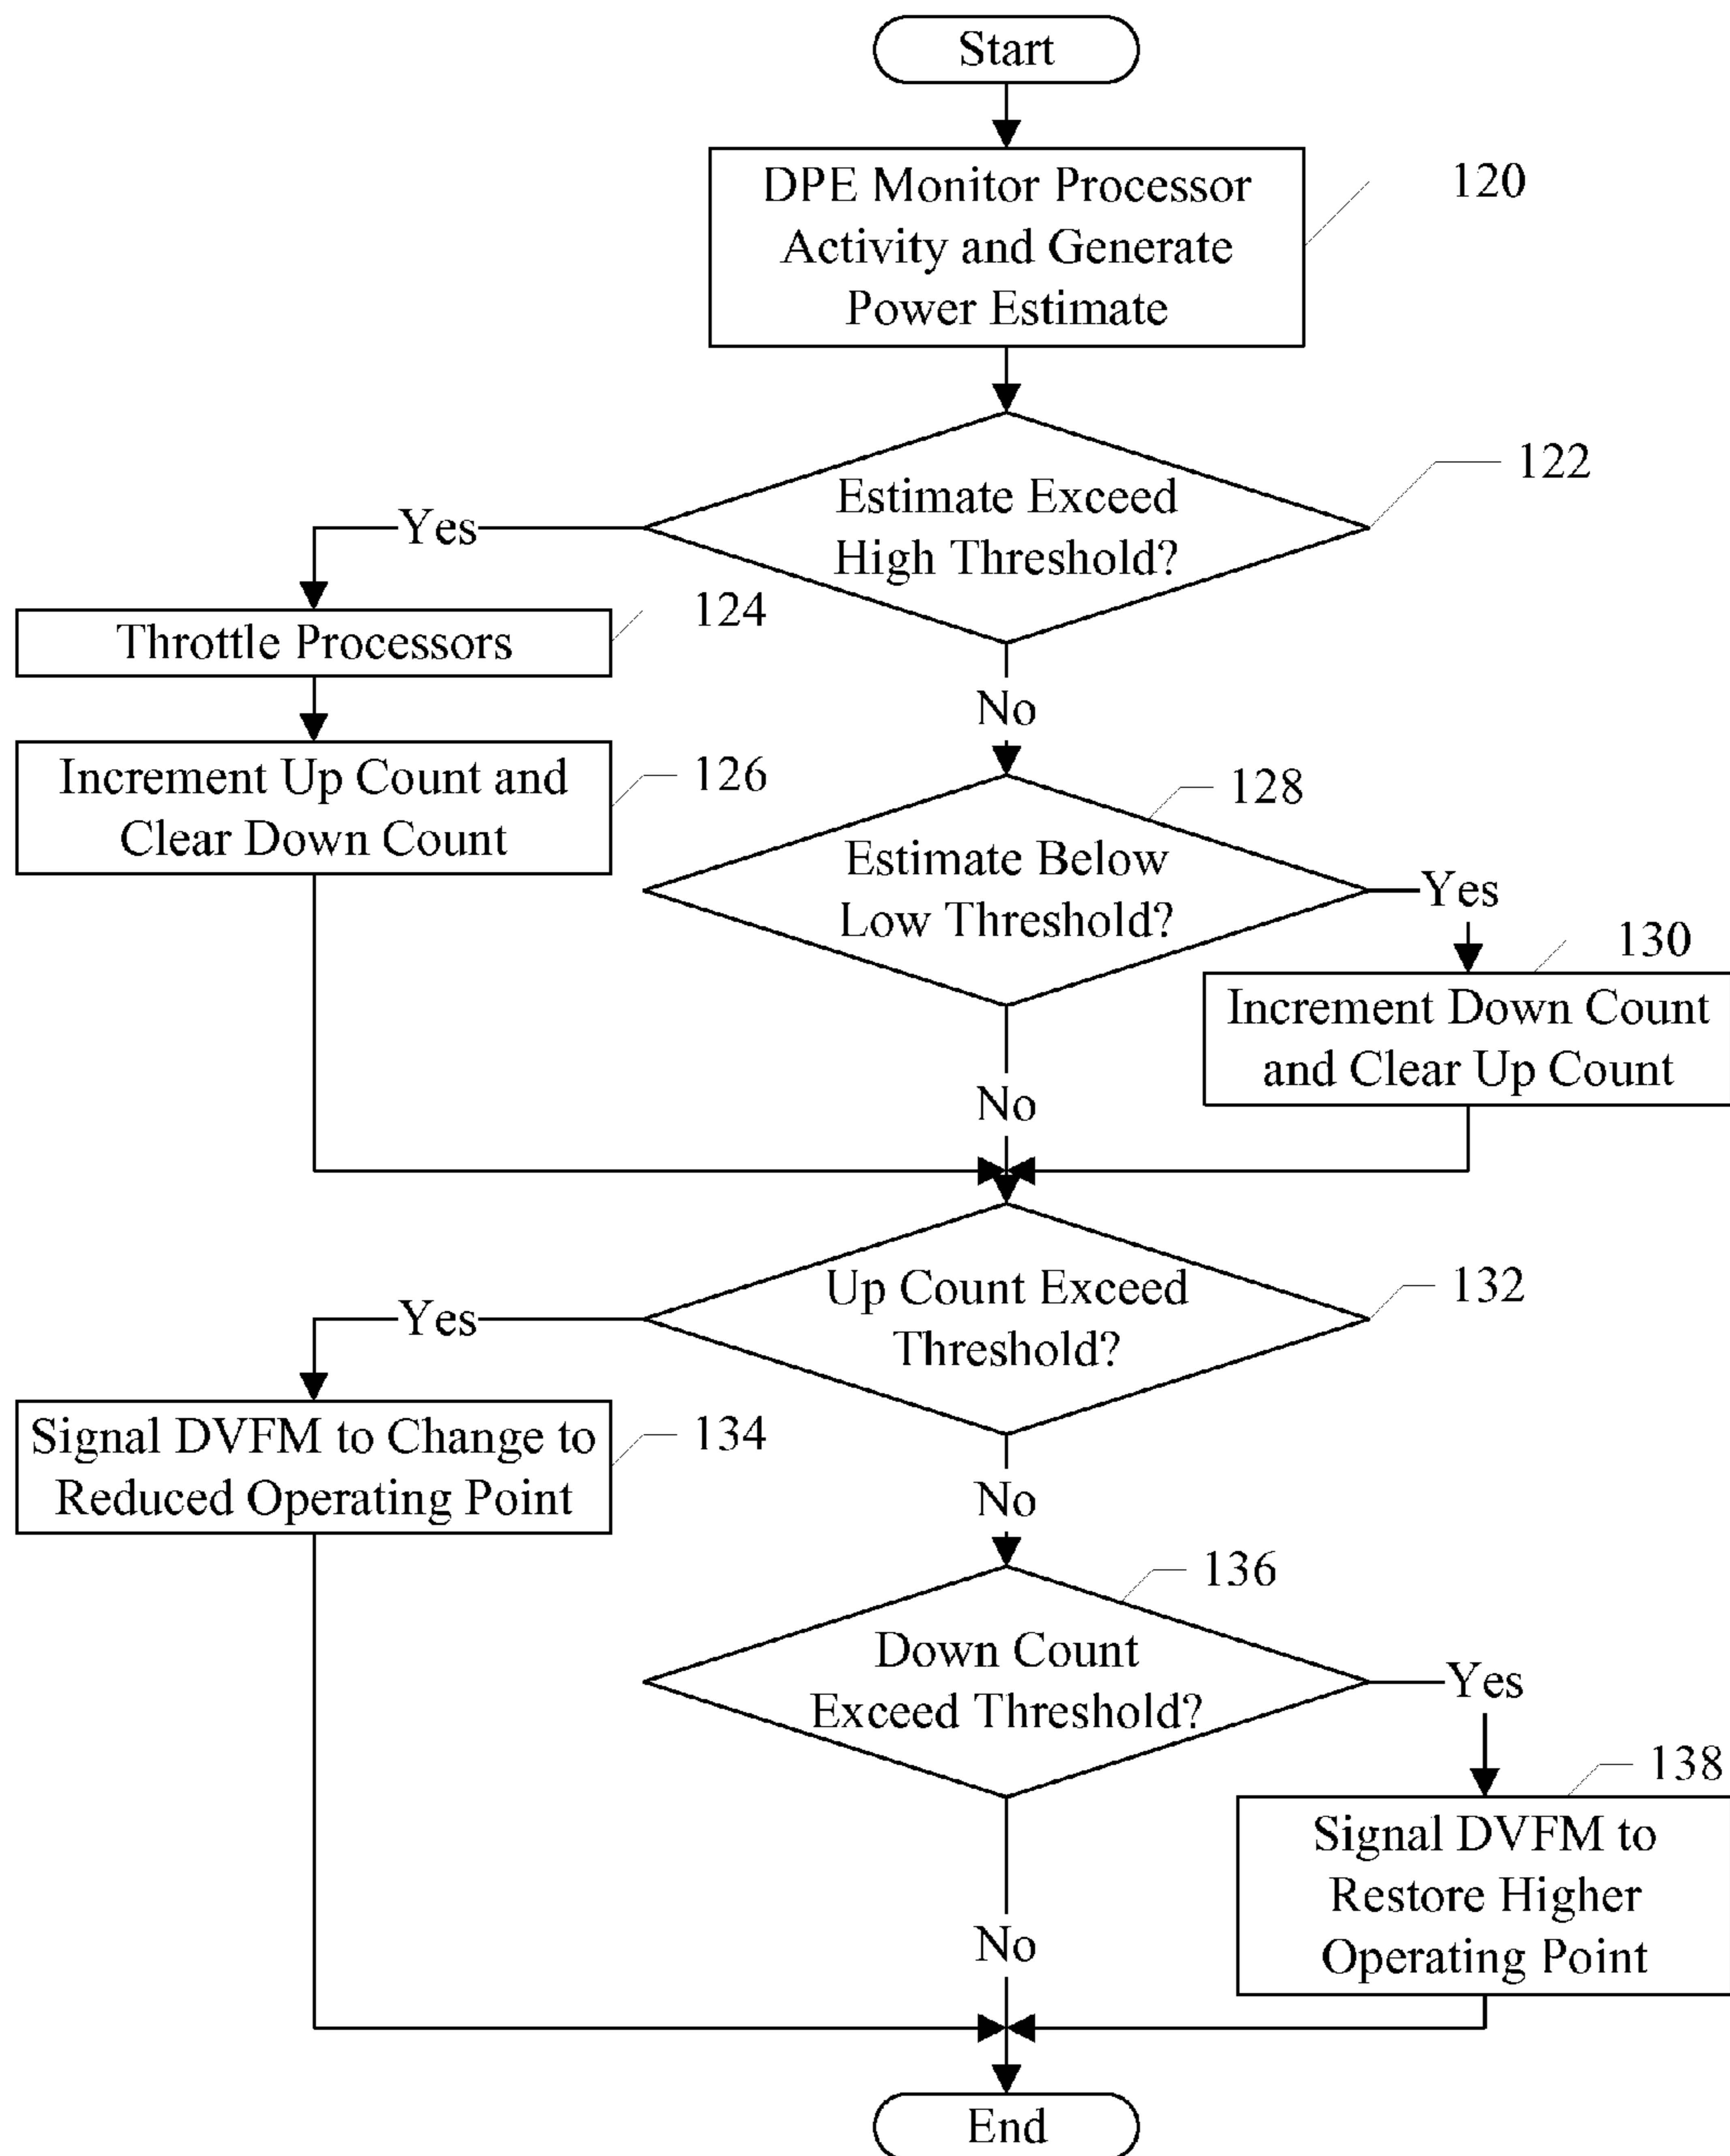 Start
DPE Monitor Processor
Activity and Generate
Power Estimate
120
Estimate Exceed
High Threshold?
122
Yes
No
Throttle Processors
124
Increment Up Count and
Clear Down Count
126
Estimate Below
Low Threshold?
128
Yes
No
Increment Down Count
and Clear Up Count
130
Up Count Exceed
Threshold?
132
Yes
No
Signal DVFM to Change to
Reduced Operating Point
134
Down Count
Exceed Threshold?
136
Yes
No
Signal DVFM to
Restore Higher
Operating Point
138
End